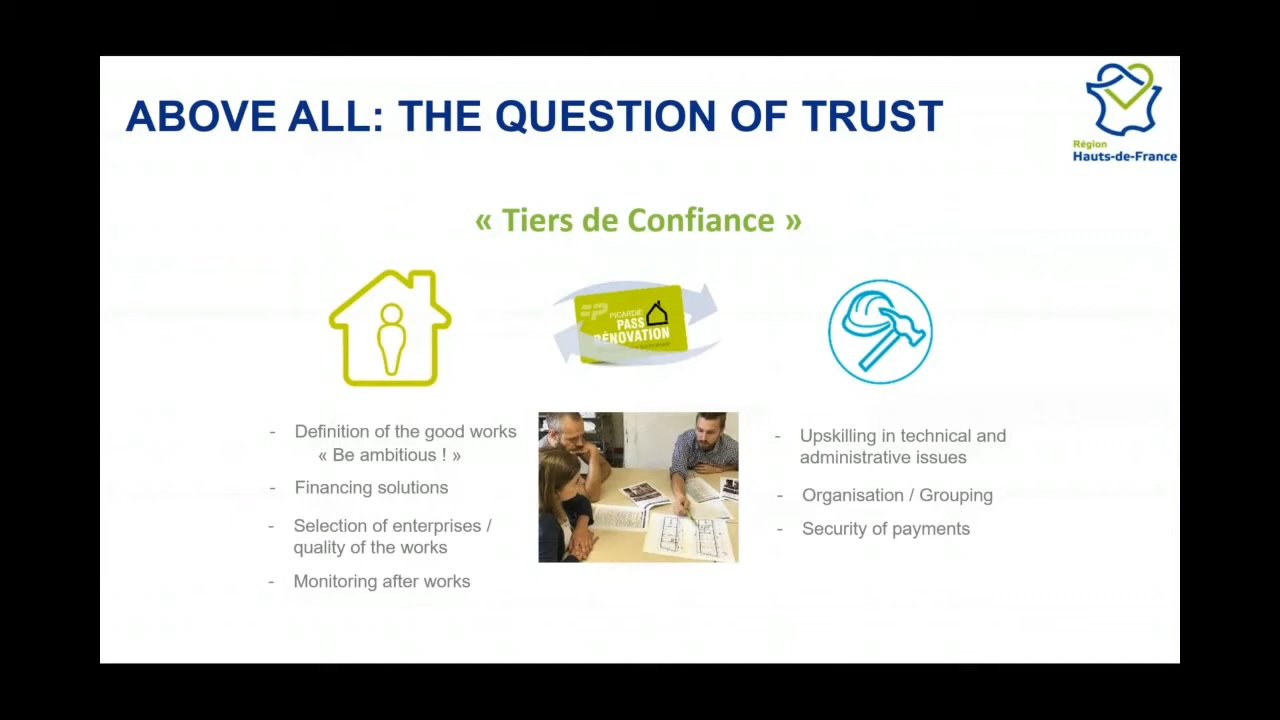 ABOVE ALL: THE QUESTION OF TRUST
Région
Hauts-de-France
« Tiers de Confiance »
PICARDIE
PASS
RÉNOVATION
- Definition of the good works
« Be ambitious ! »
- Financing solutions
- Selection of enterprises /
quality of the works
- Monitoring after works
- Upskilling in technical and
administrative issues
- Organisation / Grouping
- Security of payments